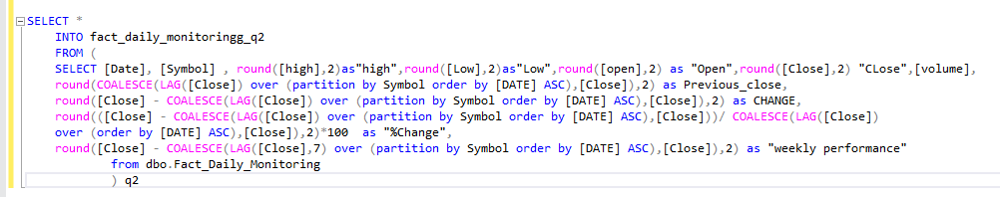 SELECT *
INTO fact_daily_monitoringg_q2
FROM (
SELECT [Date], [Symbol] , round([high],2)as"high",round([Low],2)as"Low",round([open],2) as "Open",round([Close],2) "CLose",[volume],
round(COALESCE(LAG([Close]) over (partition by Symbol order by [DATE] ASC),[Close]),2) as Previous_close,
round([Close] - COALESCE(LAG([Close]) over (partition by Symbol order by [DATE] ASC),[Close]),2) as CHANGE,
round(([Close] - COALESCE(LAG([Close]) over (partition by Symbol order by [DATE] ASC),[Close]))/ COALESCE(LAG([Close])
over (order by [DATE] ASC),[Close]),2)*100  as "%Change",
round([Close] - COALESCE(LAG([Close],7) over (partition by Symbol order by [DATE] ASC),[Close]),2) as "weekly performance"
from dbo.Fact_Daily_Monitoring
) q2